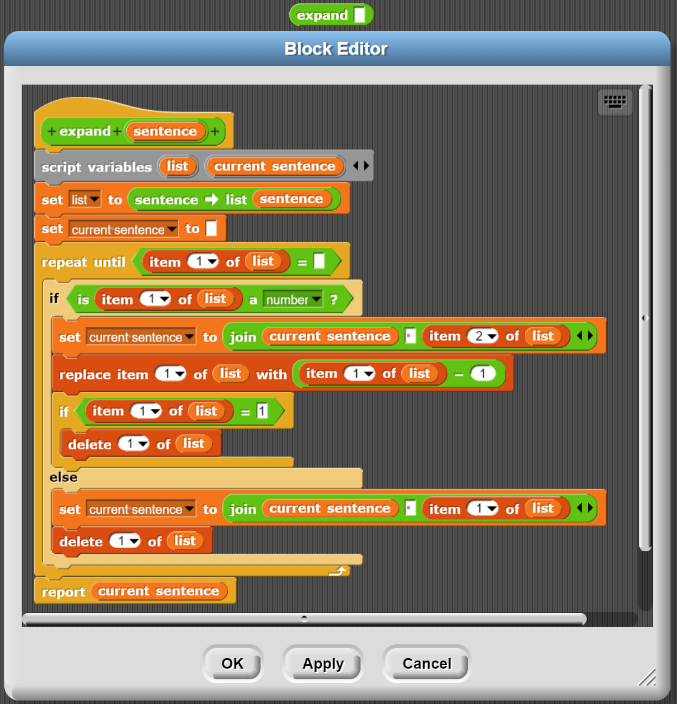 expand
Block Editor
+ expand + sentence +
script variables list current sentence
set list to sentence → list sentence
set current sentence to
repeat until item 1 of list =
if is item 1 of list a number ?
set current sentence to join current sentence item 2 of list
replace item 1 of list with item 1 of list - 1
if item 1 of list = 1
delete 1 of list
else
set current sentence to join current sentence item 1 of list
delete 1 of list
report current sentence
OK Apply Cancel